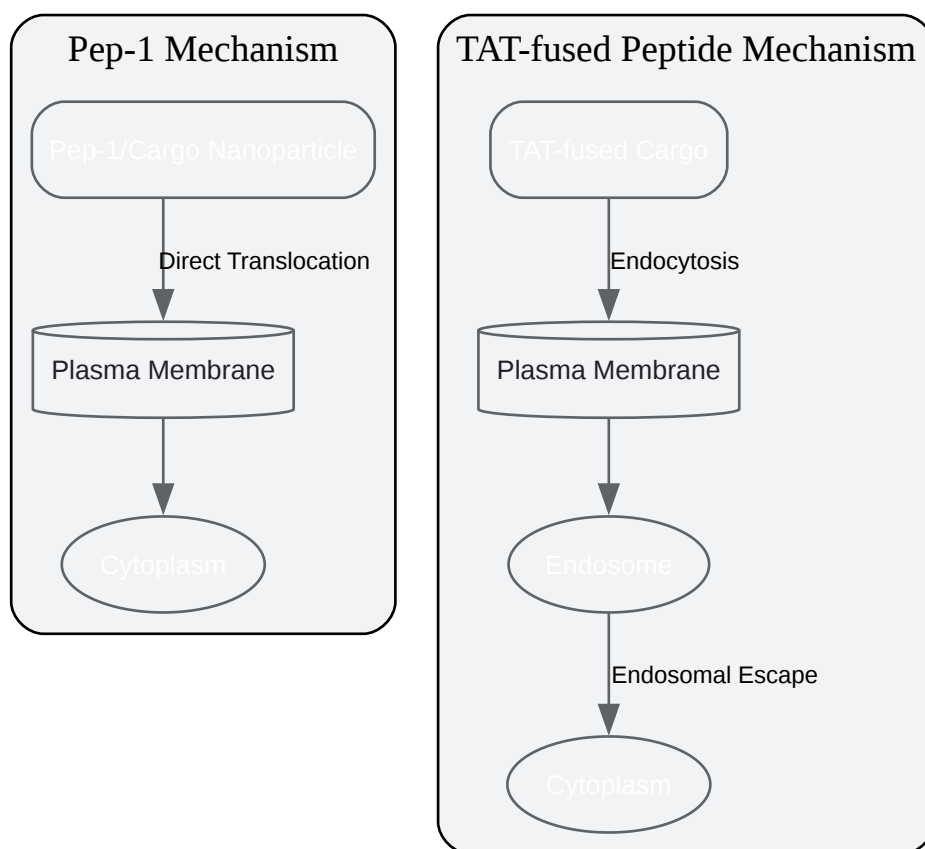 Pep-1 Mechanism
Pep-1/Cargo Nanoparticle
Direct Translocation
Plasma Membrane
Cytoplasm
TAT-fused Peptide Mechanism
TAT-fused Cargo
Endocytosis
Plasma Membrane
Endosome
Endosomal Escape
Cytoplasm